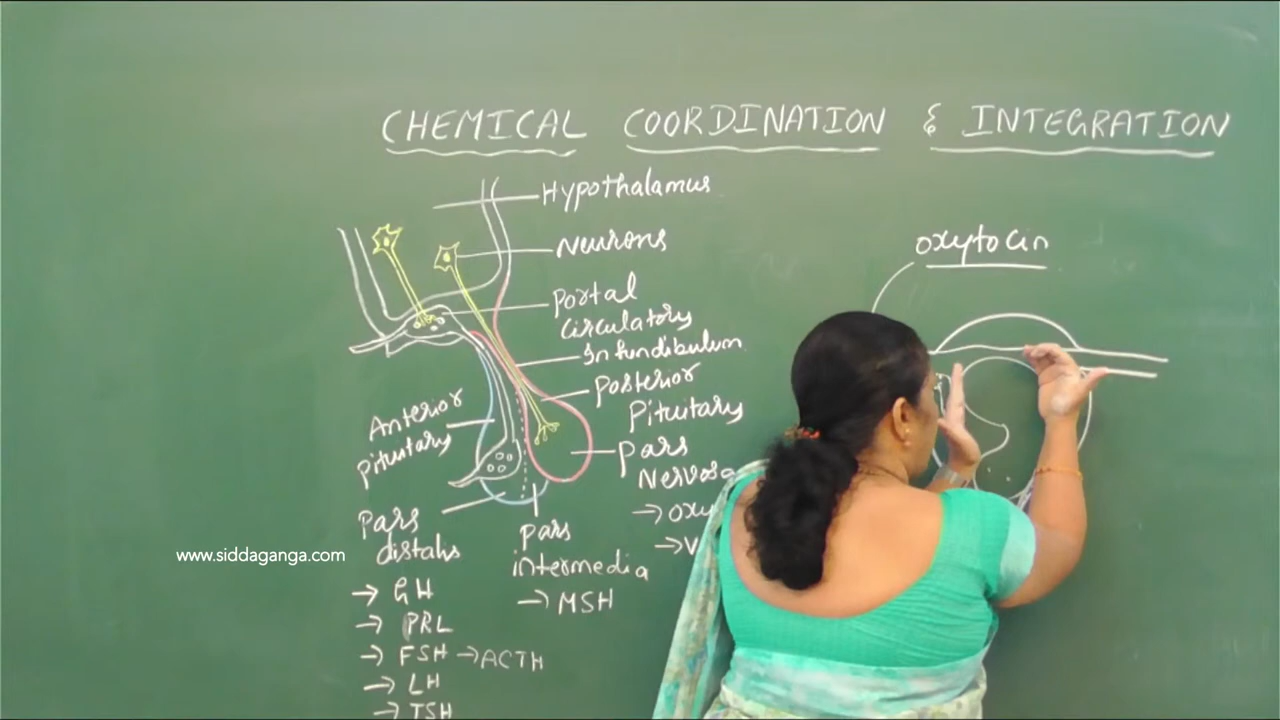 CHEMICAL COORDINATION & INTEGRATION
Hypothalamus
Neurons
Portal
Circulatory
Infundibulum
Posterior
Pituitary
Anterior
Pituitary
Pars
Nervosa
→ oxy
→ V
Pars
distalis
→ GH
→ PRL
→ FSH → ACTH
→ LH
→ TSH
Pars
intermedia
→ MSH
oxytocin
www.siddaganga.com